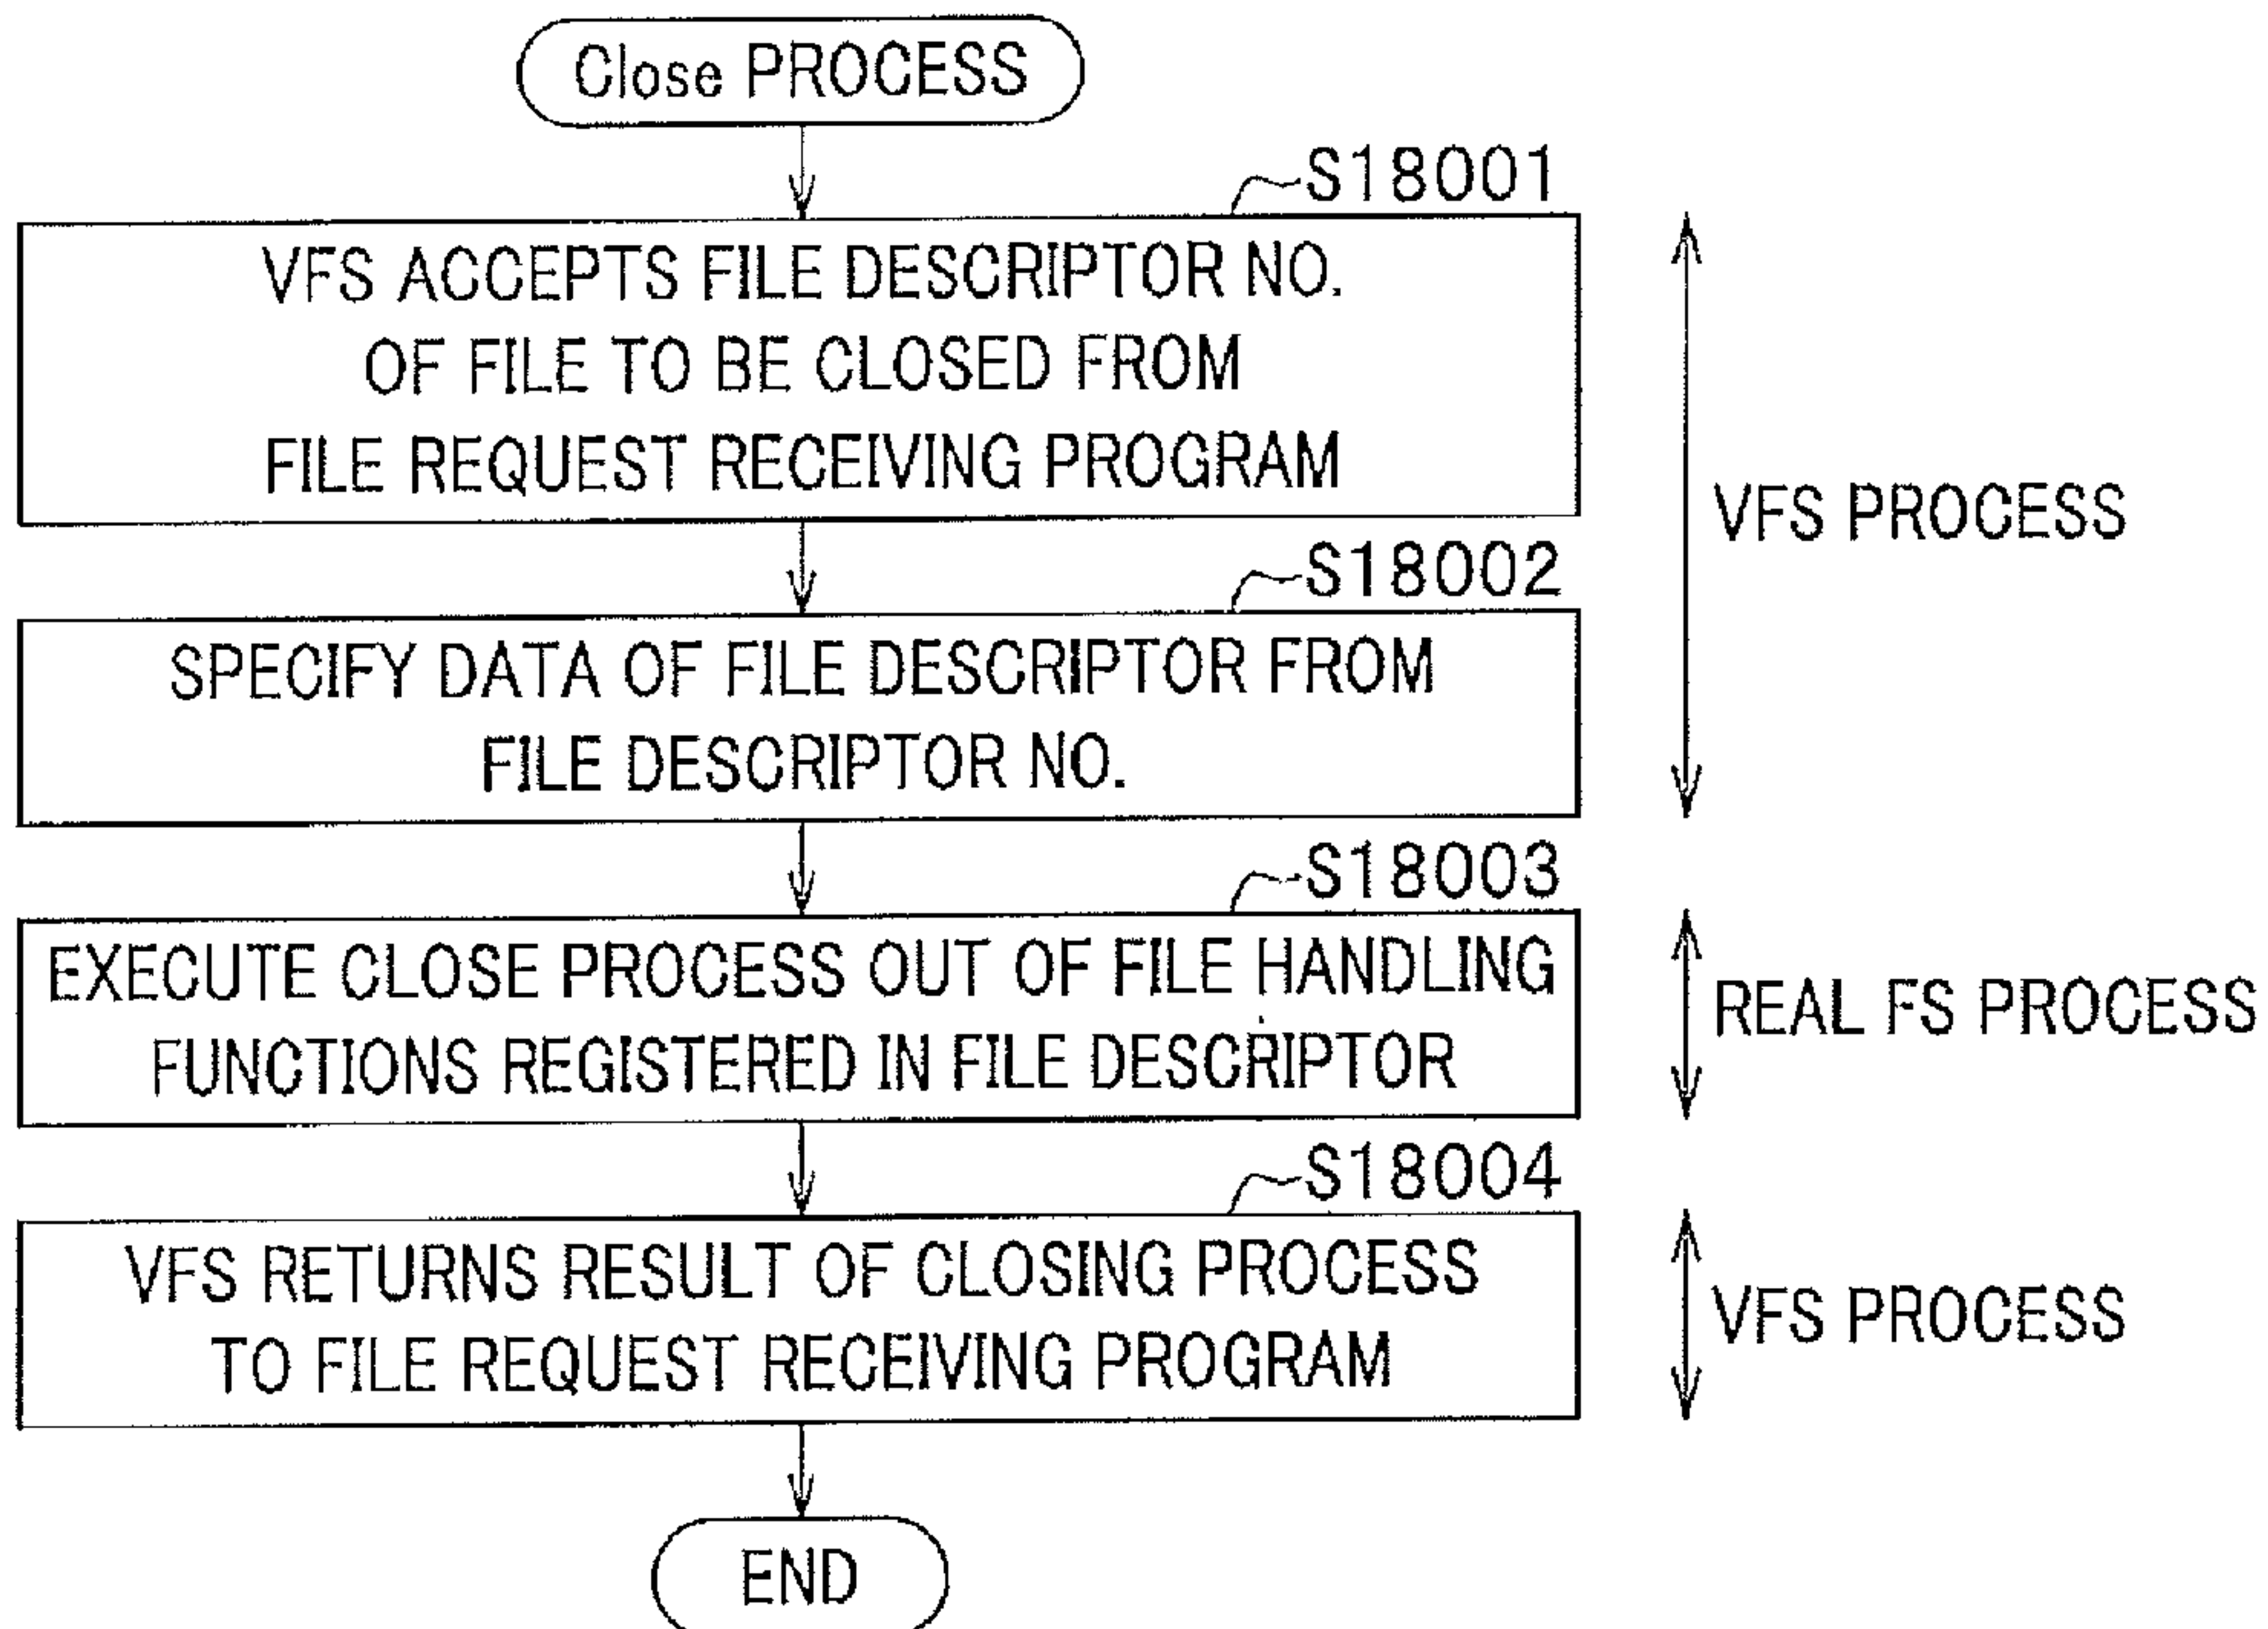 Close PROCESS
S18001
VFS ACCEPTS FILE DESCRIPTOR NO.
OF FILE TO BE CLOSED FROM
FILE REQUEST RECEIVING PROGRAM
VFS PROCESS
S18002
SPECIFY DATA OF FILE DESCRIPTOR FROM
FILE DESCRIPTOR NO.
S18003
EXECUTE CLOSE PROCESS OUT OF FILE HANDLING
FUNCTIONS REGISTERED IN FILE DESCRIPTOR
REAL FS PROCESS
S18004
VFS RETURNS RESULT OF CLOSING PROCESS
TO FILE REQUEST RECEIVING PROGRAM
VFS PROCESS
END